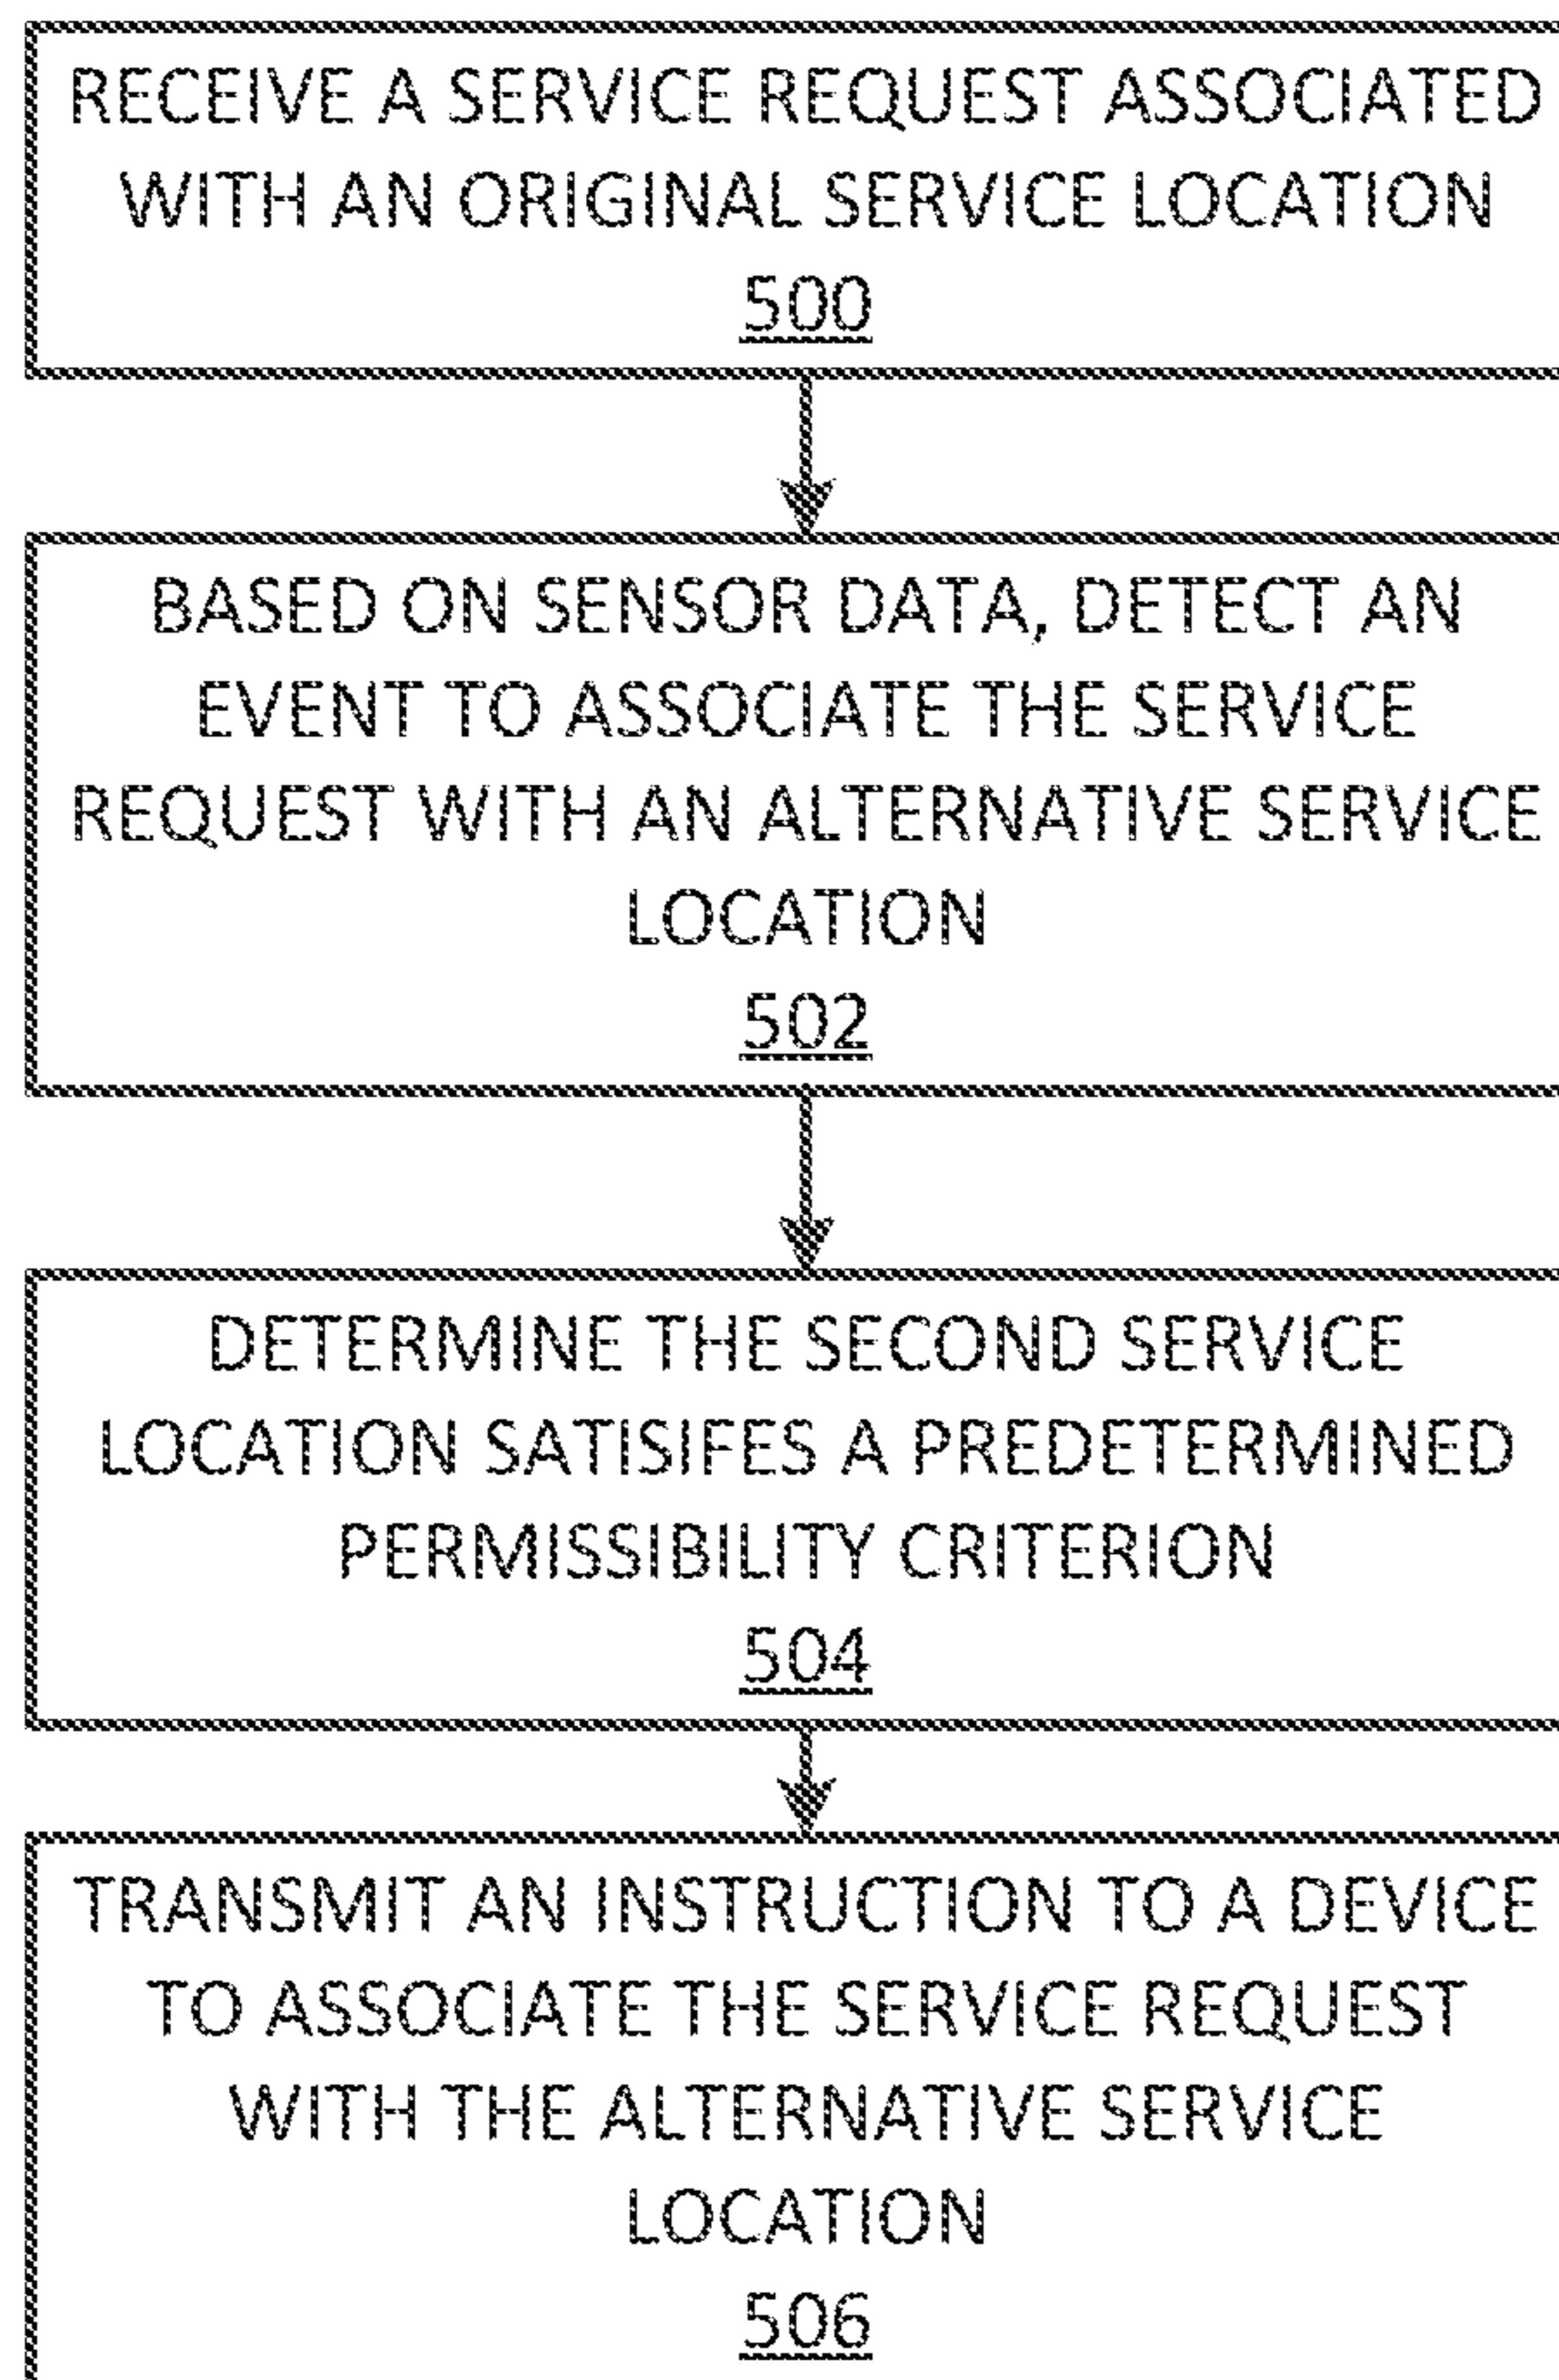 RECEIVE A SERVICE REQUEST ASSOCIATED
WITH AN ORIGINAL SERVICE LOCATION
500
BASED ON SENSOR DATA, DETECT AN
EVENT TO ASSOCIATE THE SERVICE
REQUEST WITH AN ALTERNATIVE SERVICE
LOCATION
502
DETERMINE THE SECOND SERVICE
LOCATION SATISIFES A PREDETERMINED
PERMISSIBILITY CRITERION
504
TRANSMIT AN INSTRUCTION TO A DEVICE
TO ASSOCIATE THE SERVICE REQUEST
WITH THE ALTERNATIVE SERVICE
LOCATION
506